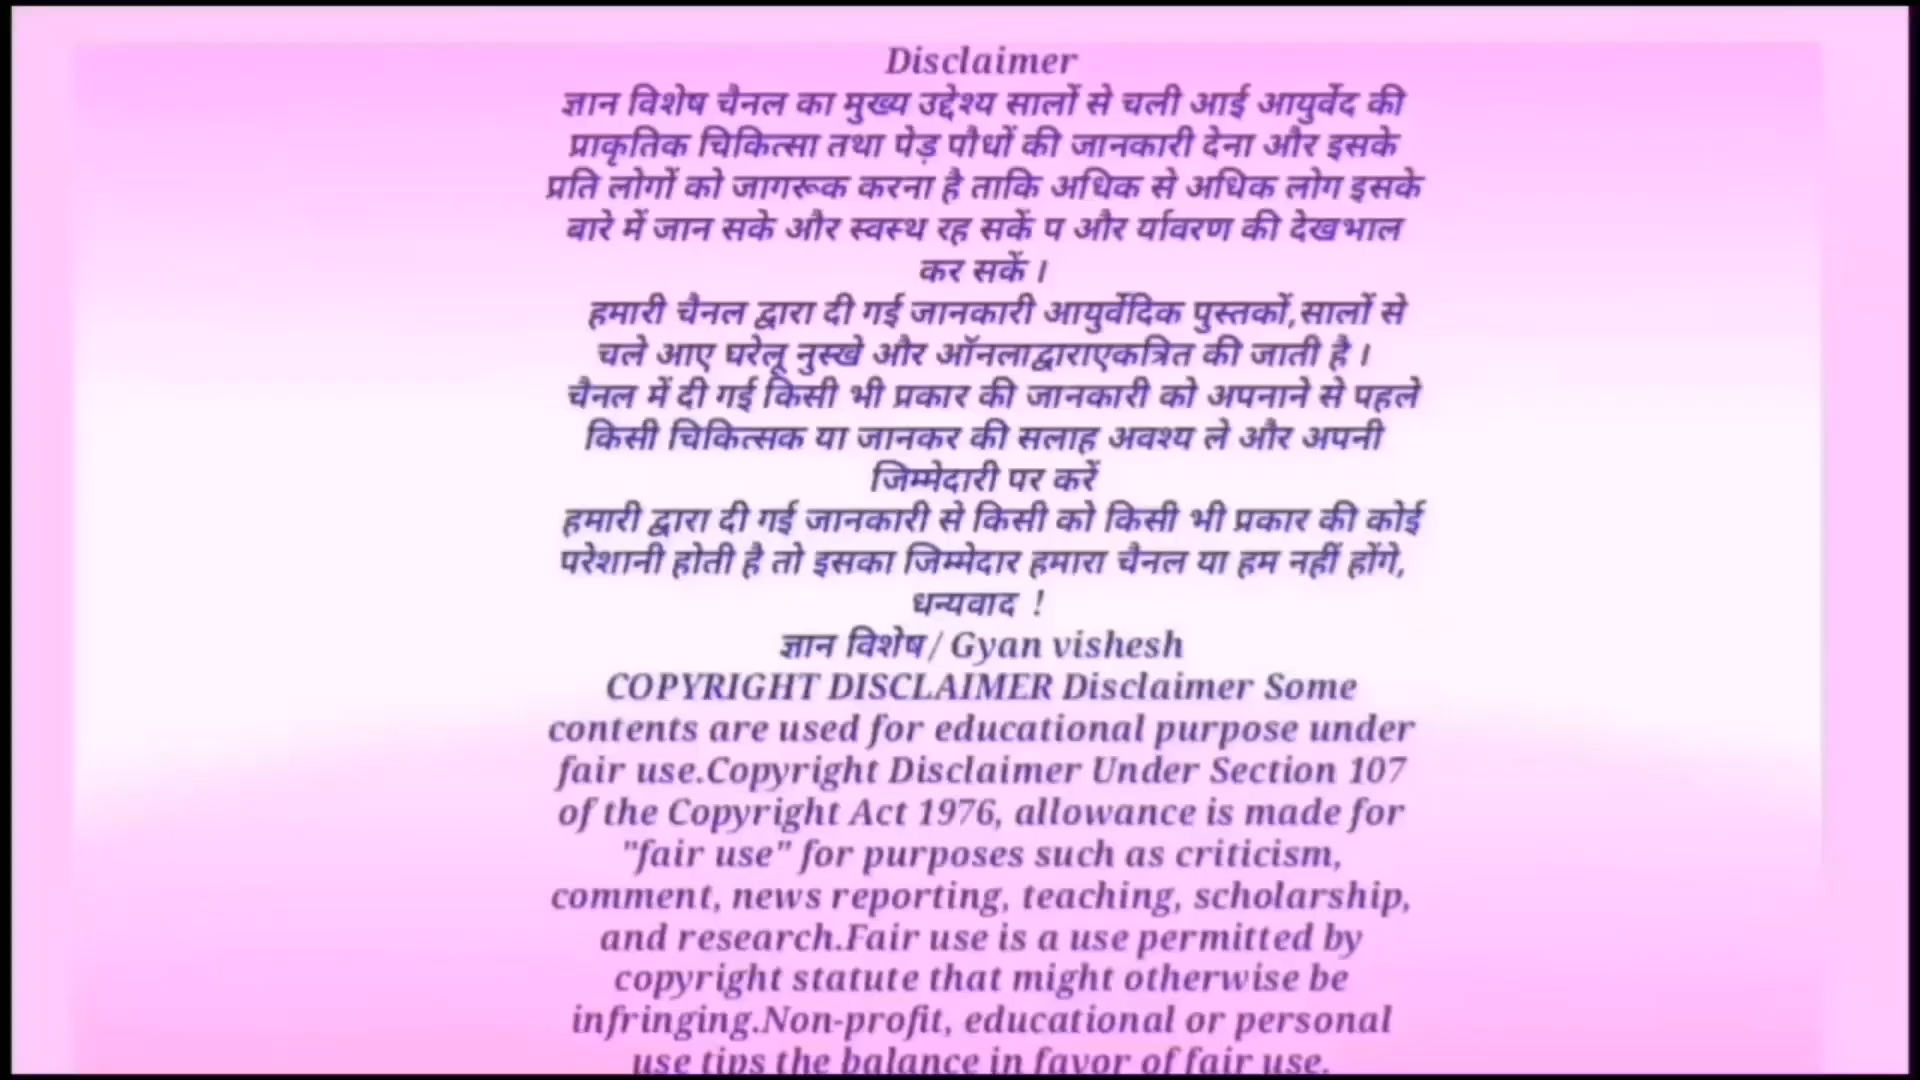 Disclaimer
ज्ञान विशेष चैनल का मुख्य उद्देश्य सालों से चली आई आयुर्वेद की
प्राकृतिक चिकित्सा तथा पेड़ पौधों की जानकारी देना और इसके
प्रति लोगों को जागरूक करना है ताकि अधिक से अधिक लोग इसके
बारे में जान सके और स्वस्थ रह सकें प और र्यावरण की देखभाल
कर सकें ।
हमारी चैनल द्वारा दी गई जानकारी आयुर्वेदिक पुस्तकों,सालों से
चले आए घरेलू नुस्खे और ऑनलाद्वाराएकत्रित की जाती है ।
चैनल में दी गई किसी भी प्रकार की जानकारी को अपनाने से पहले
किसी चिकित्सक या जानकर की सलाह अवश्य ले और अपनी
जिम्मेदारी पर करें
हमारी द्वारा दी गई जानकारी से किसी को किसी भी प्रकार की कोई
परेशानी होती है तो इसका जिम्मेदार हमारा चैनल या हम नहीं होंगे,
धन्यवाद !
ज्ञान विशेष/ Gyan vishesh
COPYRIGHT DISCLAIMER Disclaimer Some
contents are used for educational purpose under
fair use.Copyright Disclaimer Under Section 107
of the Copyright Act 1976, allowance is made for
"fair use" for purposes such as criticism,
comment, news reporting, teaching, scholarship,
and research.Fair use is a use permitted by
copyright statute that might otherwise be
infringing.Non-profit, educational or personal
use tips the balance in favor of fair use.